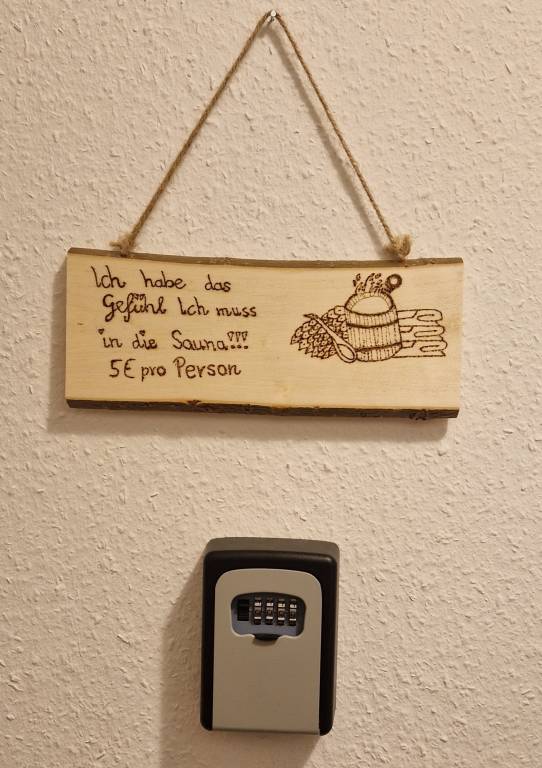 Ich habe das
Gefühl Ich muss
in die Sauna!!!
5€ pro Person